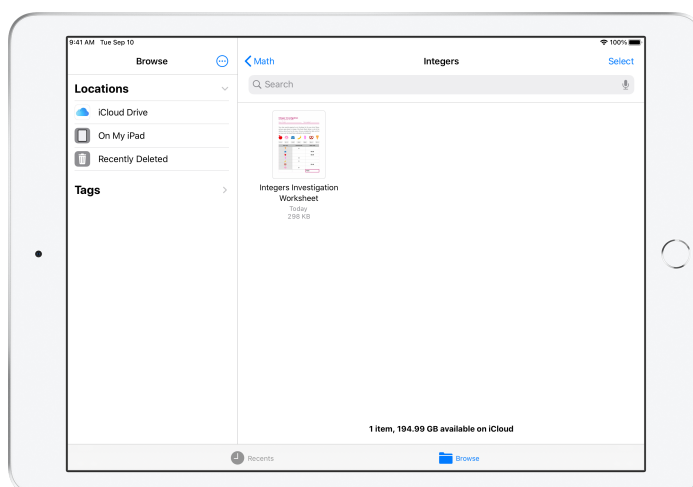 9:41 AM Tue Sep 10
100%
Browse
Math
Integers
Select
Locations
Search
iCloud Drive
On My iPad
Recently Deleted
Tags
Integers Investigation
Worksheet
Today
298 KB
1 item, 194.99 GB available on iCloud
Recents
Browse